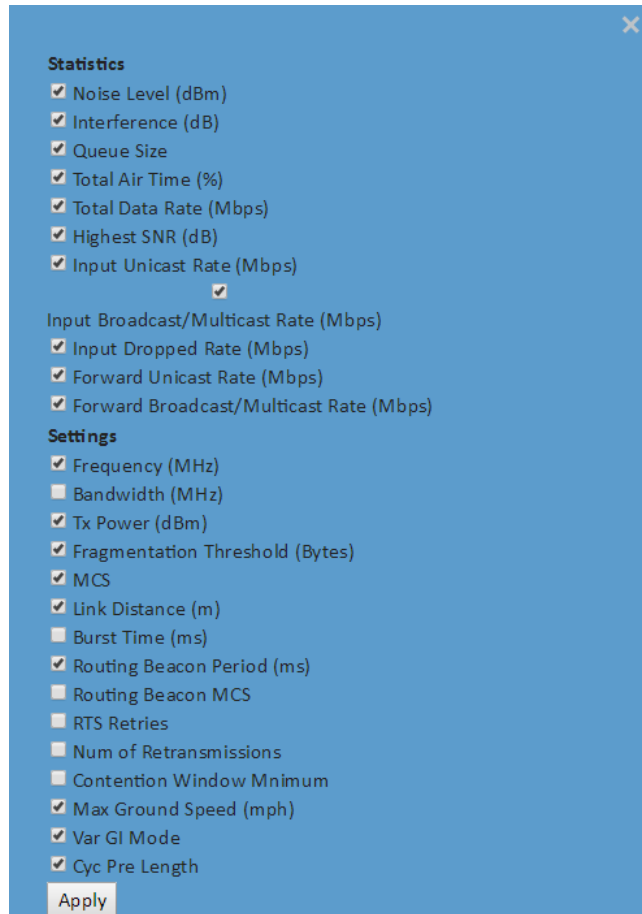 Statistics
Noise Level (dBm)
Interference (dB)
Queue Size
Total Air Time (%)
Total Data Rate (Mbps)
Highest SNR (dB)
Input Unicast Rate (Mbps)
Input Broadcast/Multicast Rate (Mbps)
Input Dropped Rate (Mbps)
Forward Unicast Rate (Mbps)
Forward Broadcast/Multicast Rate (Mbps)
Settings
Frequency (MHz)
Bandwidth (MHz)
Tx Power (dBm)
Fragmentation Threshold (Bytes)
MCS
Link Distance (m)
Burst Time (ms)
Routing Beacon Period (ms)
Routing Beacon MCS
RTS Retries
Num of Retransmissions
Contention Window Mnimum
Max Ground Speed (mph)
Var GI Mode
Cyc Pre Length
Apply